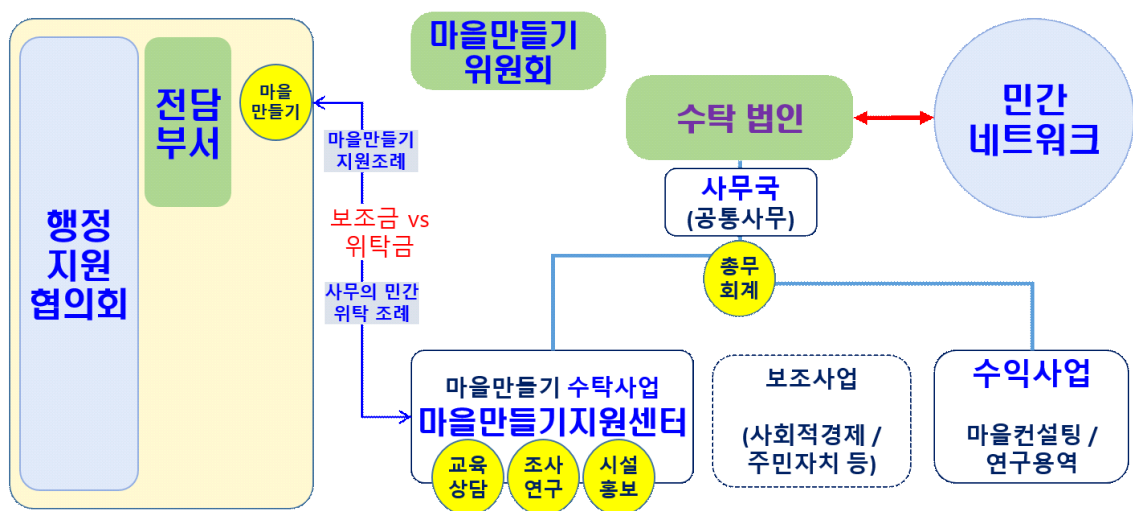 행정
지원
협의회
전담
부서
마을
만들기
마을만들기
지원조례
보조금 vs
위탁금
사무의 민간
위탁 조례
마을만들기
위원회
수탁 법인
민간
네트워크
사무국
(공통사무)
총무
회계
마을만들기 수탁사업
마을만들기지원센터
교육
상담
조사
연구
시설
홍보
보조사업
(사회적경제 /
주민자치 등)
수익사업
마을컨설팅 /
연구용역